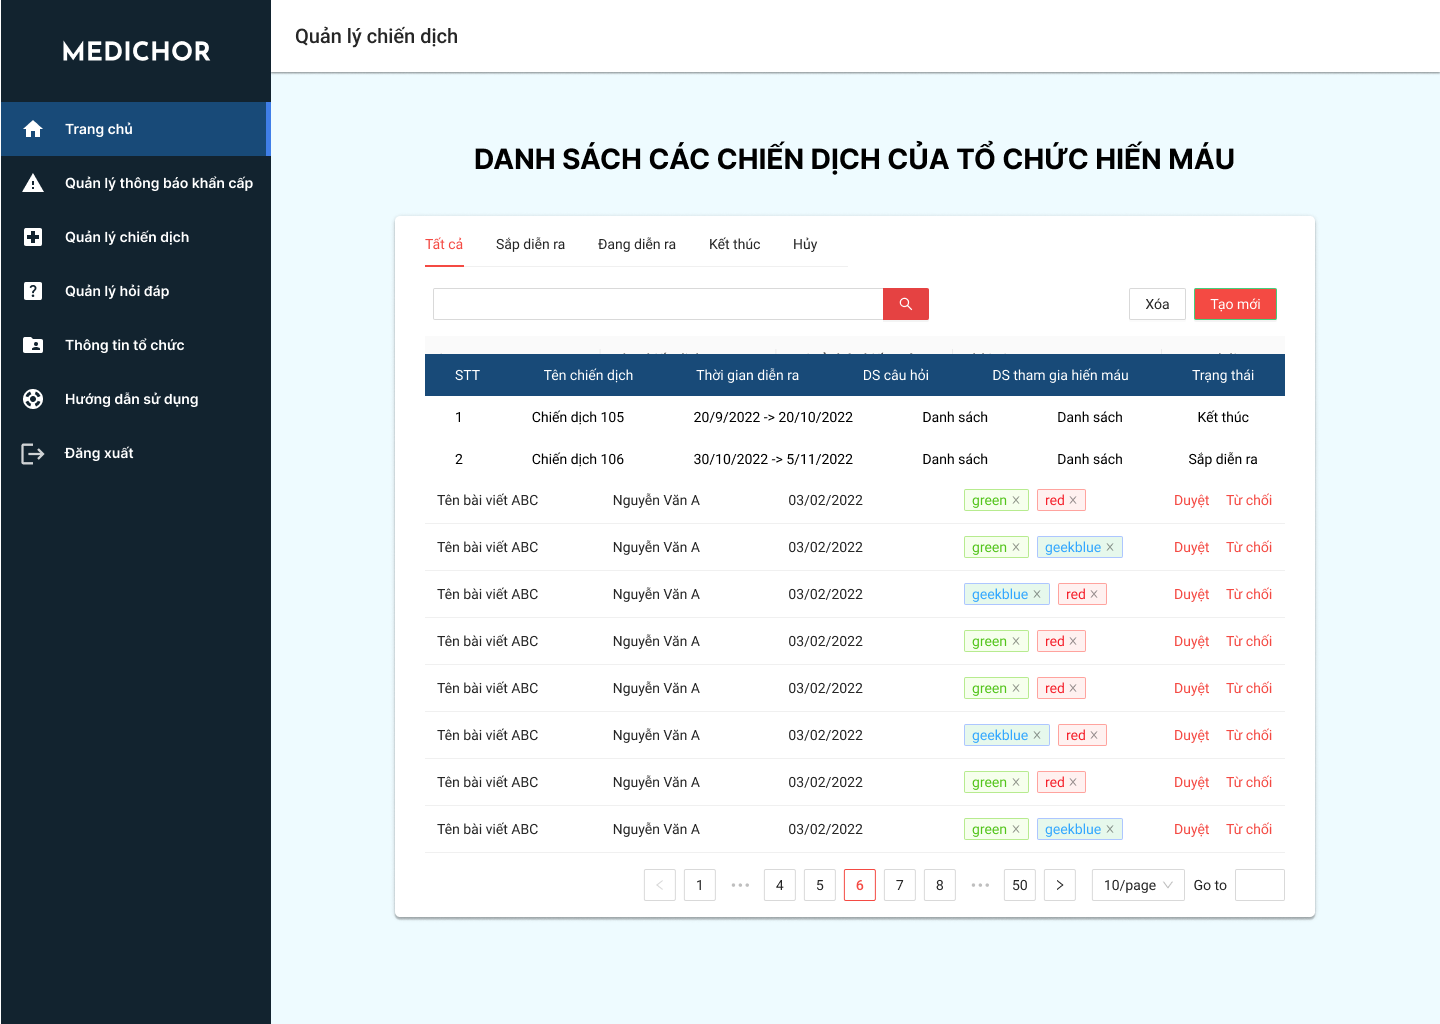 MEDICHOR
Trang chủ
Quản lý thông báo khẩn cấp
Quản lý chiến dịch
Quản lý hỏi đáp
Thông tin tổ chức
Hướng dẫn sử dụng
Đăng xuất
Quản lý chiến dịch
DANH SÁCH CÁC CHIẾN DỊCH CỦA TỔ CHỨC HIẾN MÁU
Tất cả Sắp diễn ra Đang diễn ra Kết thúc Hủy
Xóa Tạo mới
STT Tên chiến dịch Thời gian diễn ra DS câu hỏi DS tham gia hiến máu Trạng thái
1 Chiến dịch 105 20/9/2022 -> 20/10/2022 Danh sách Danh sách Kết thúc
2 Chiến dịch 106 30/10/2022 -> 5/11/2022 Danh sách Danh sách Sắp diễn ra
Tên bài viết ABC Nguyễn Văn A 03/02/2022 green red Duyệt Từ chối
Tên bài viết ABC Nguyễn Văn A 03/02/2022 green geekblue Duyệt Từ chối
Tên bài viết ABC Nguyễn Văn A 03/02/2022 geekblue red Duyệt Từ chối
Tên bài viết ABC Nguyễn Văn A 03/02/2022 green red Duyệt Từ chối
Tên bài viết ABC Nguyễn Văn A 03/02/2022 green red Duyệt Từ chối
Tên bài viết ABC Nguyễn Văn A 03/02/2022 geekblue red Duyệt Từ chối
Tên bài viết ABC Nguyễn Văn A 03/02/2022 green red Duyệt Từ chối
Tên bài viết ABC Nguyễn Văn A 03/02/2022 green geekblue Duyệt Từ chối
< 1 ••• 4 5 6 7 8 ••• 50 > 10/page Go to